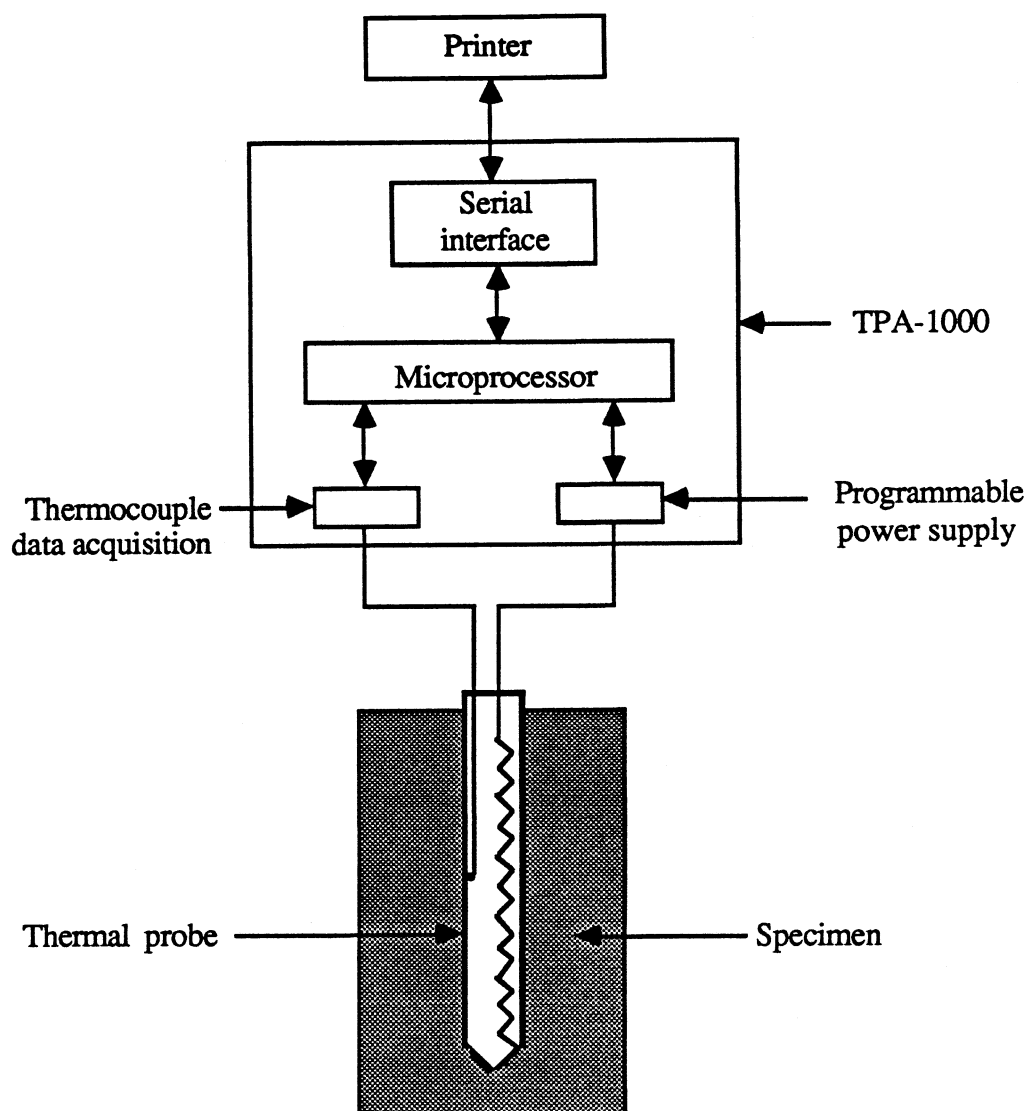 Printer
Serial
interface
TPA-1000
Microprocessor
Thermocouple
data acquisition
Programmable
power supply
Thermal probe
Specimen